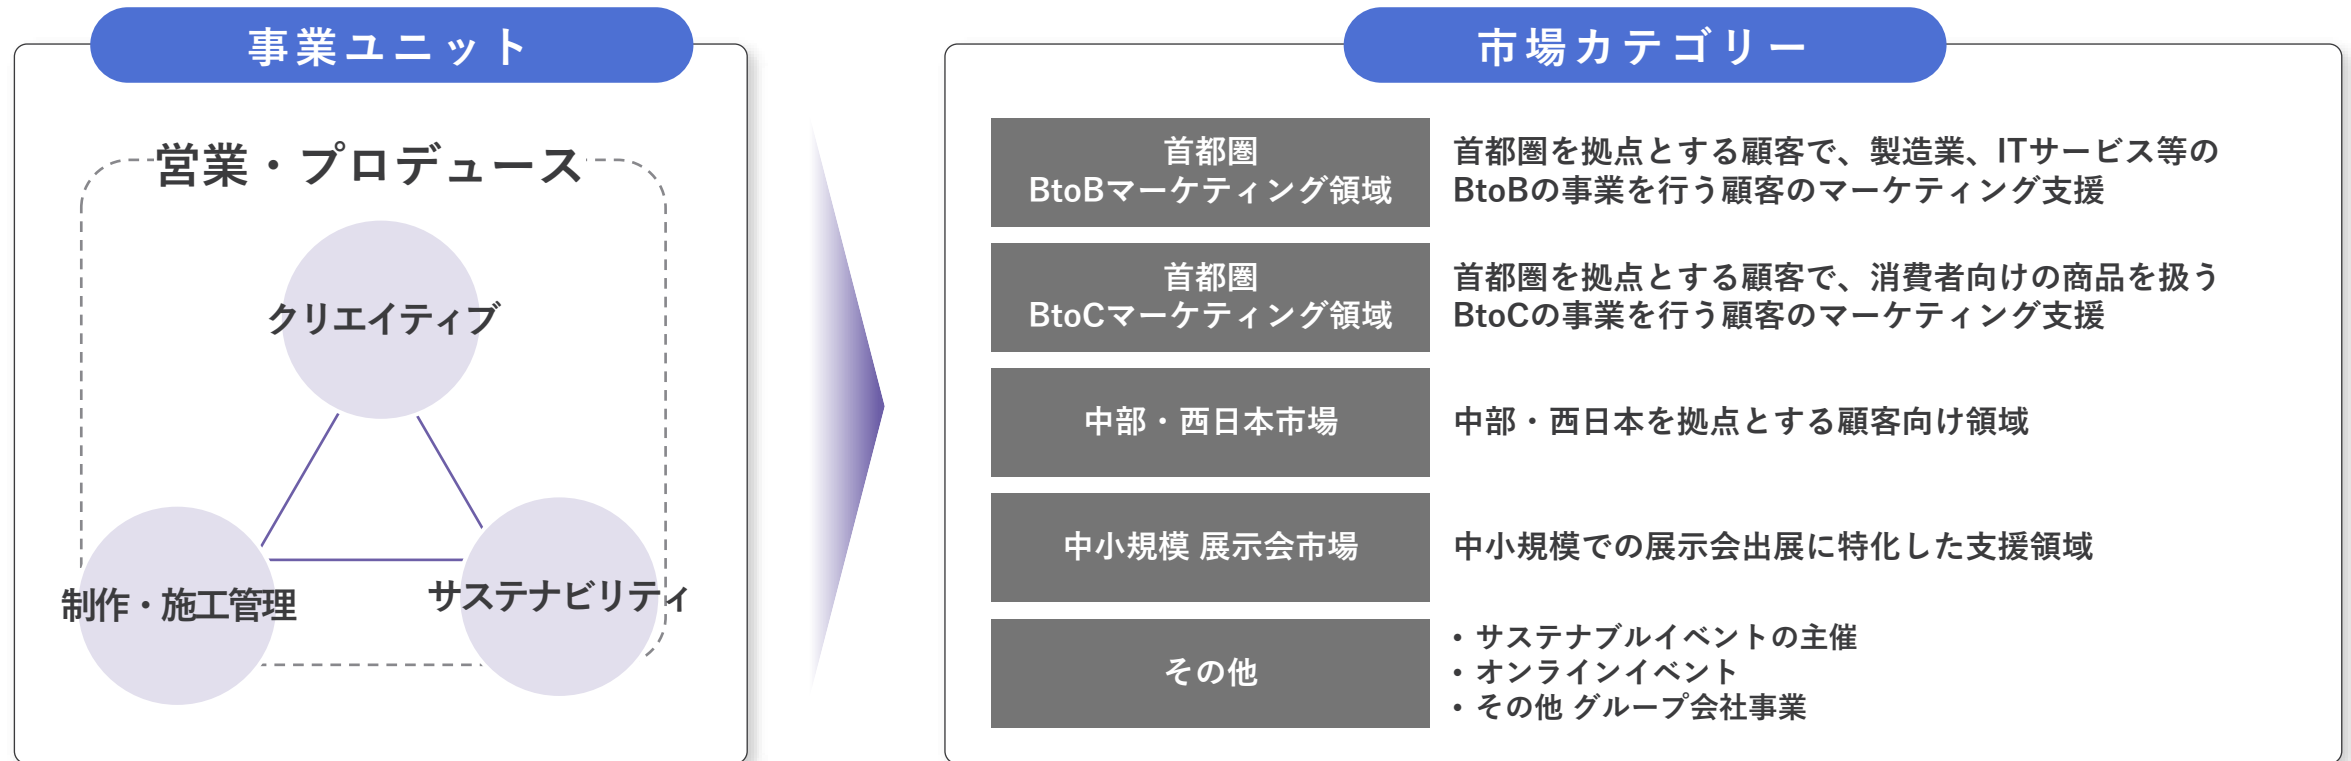 事業ユニット
営業・プロデュース
クリエイティブ
制作・施工管理
サステナビリティ
市場カテゴリー
首都圏
BtoBマーケティング領域
首都圏を拠点とする顧客で、製造業、ITサービス等の
BtoBの事業を行う顧客のマーケティング支援
首都圏
BtoCマーケティング領域
首都圏を拠点とする顧客で、消費者向けの商品を扱う
BtoCの事業を行う顧客のマーケティング支援
中部・西日本市場
中部・西日本を拠点とする顧客向け領域
中小規模 展示会市場
中小規模での展示会出展に特化した支援領域
その他
• サステナブルイベントの主催
• オンラインイベント
• その他 グループ会社事業